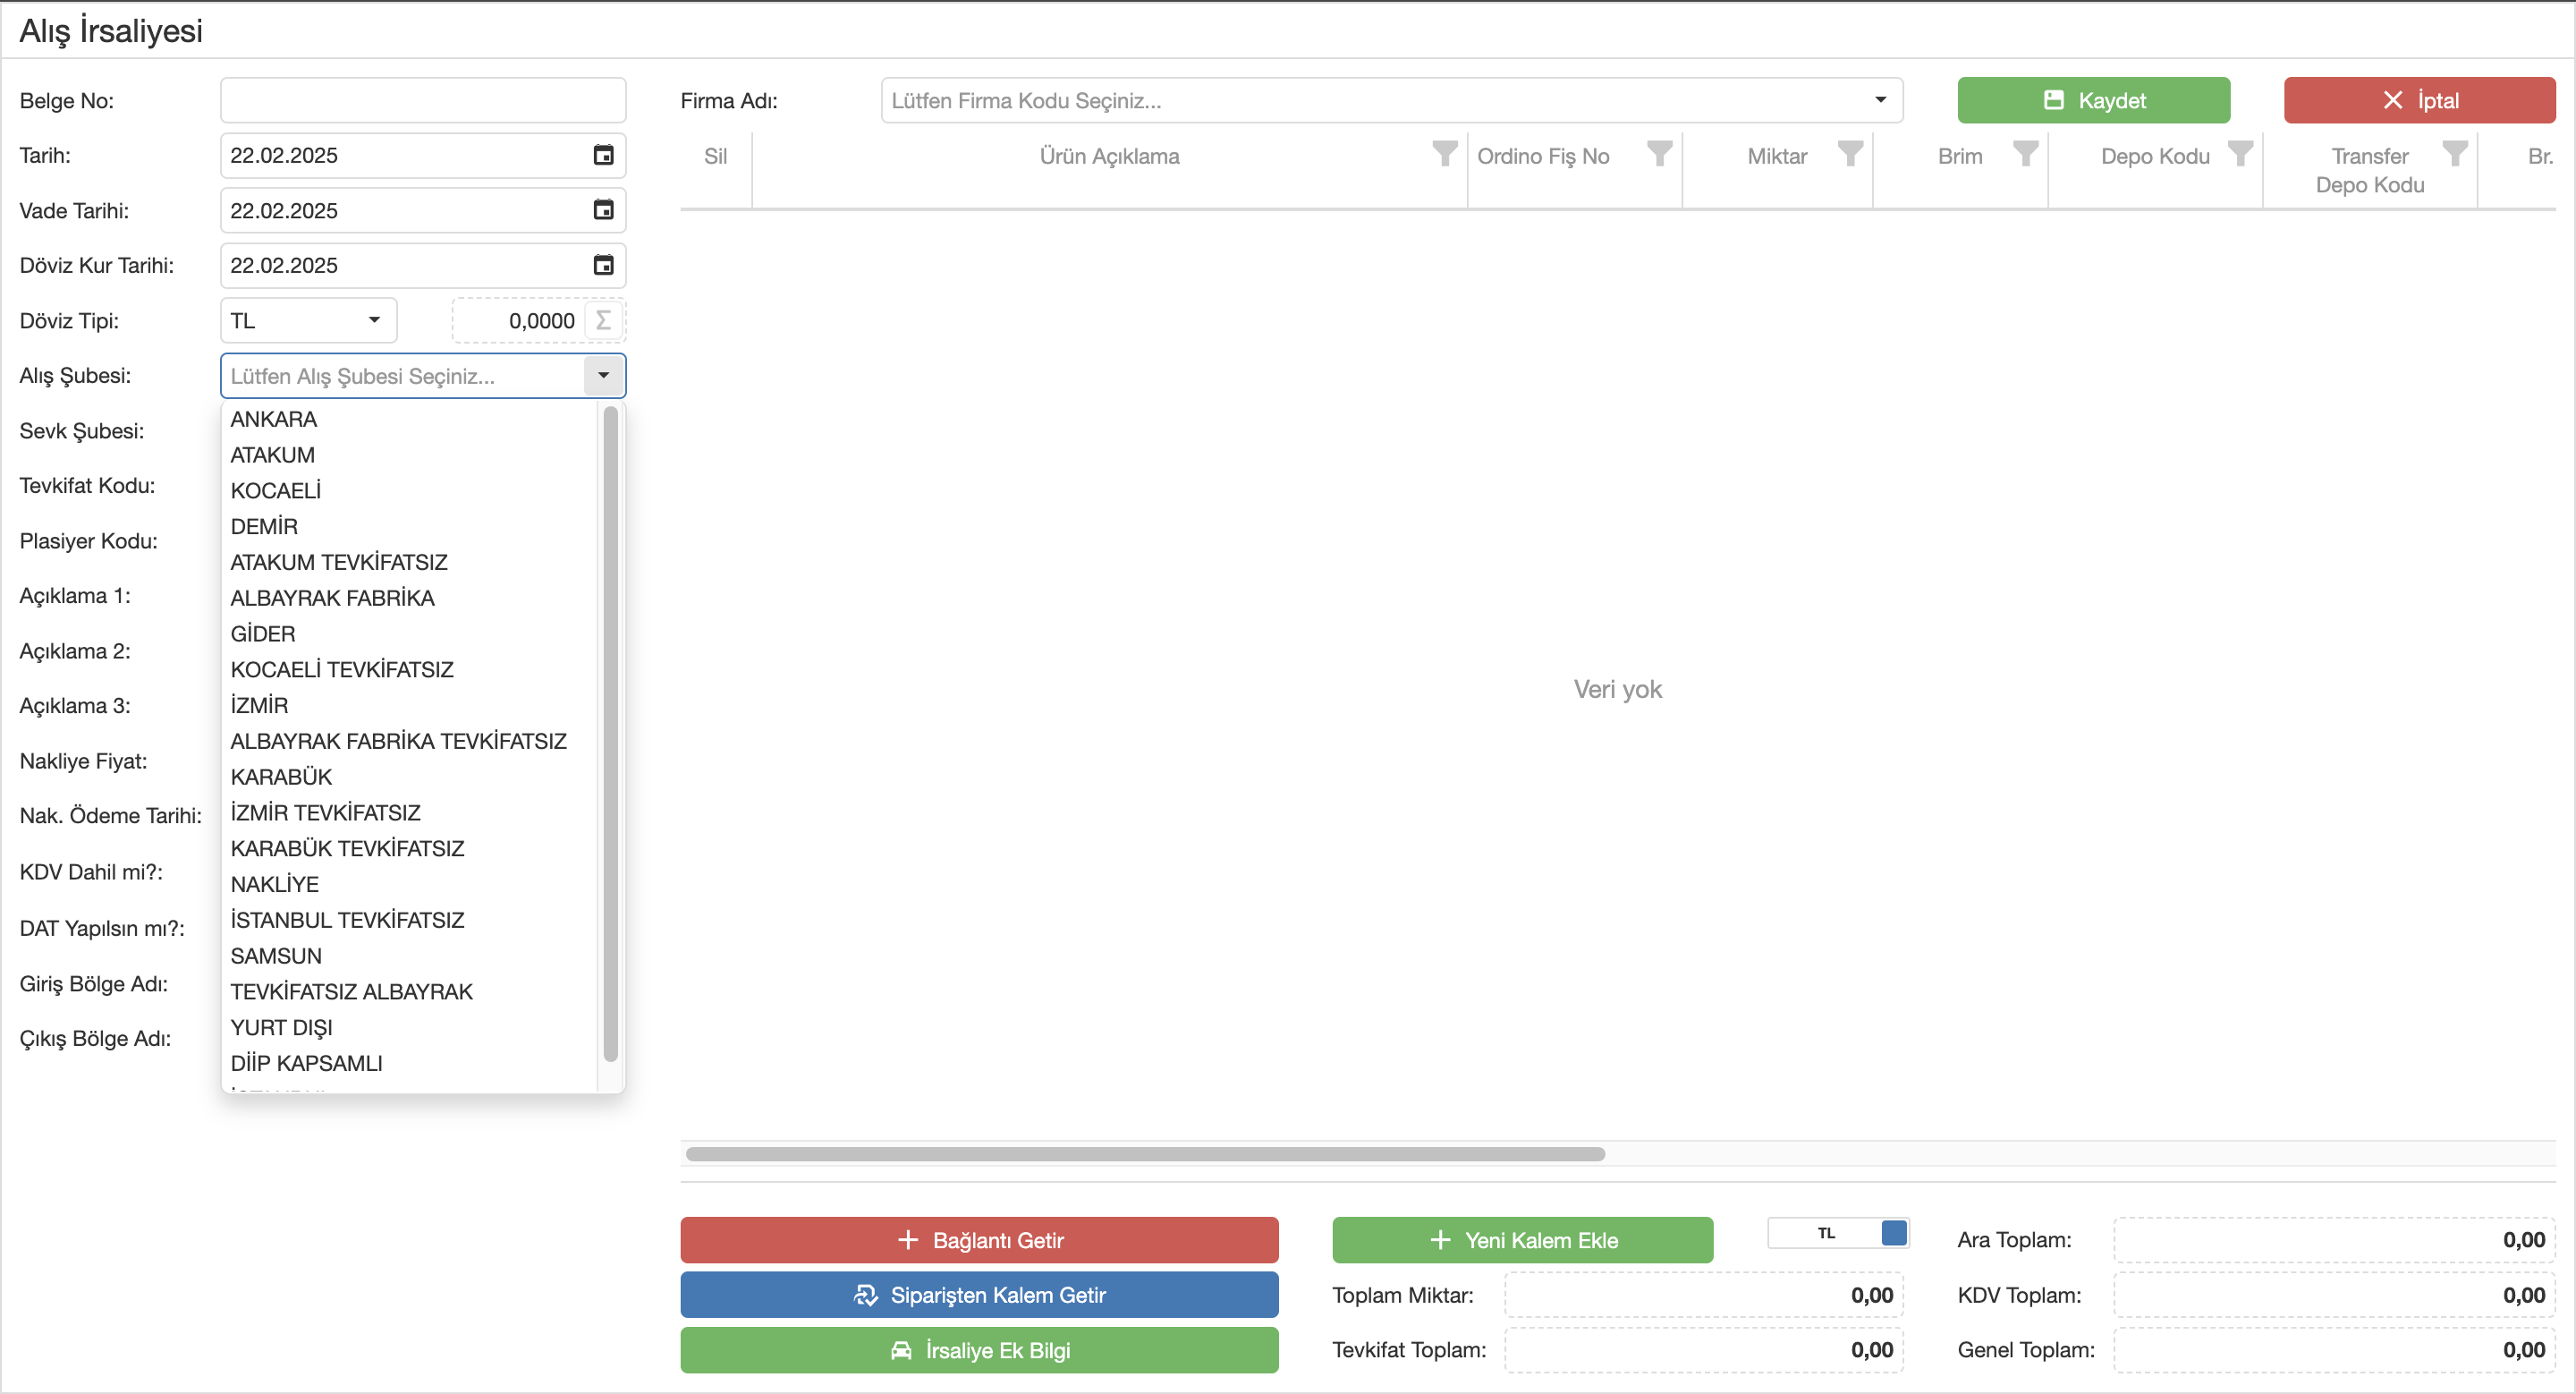 Alış İrsaliyesi
Belge No:
Tarih: 22.02.2025
Vade Tarihi: 22.02.2025
Döviz Kur Tarihi: 22.02.2025
Döviz Tipi: TL 0,0000 Σ
Alış Şubesi: Lütfen Alış Şubesi Seçiniz...
Sevk Şubesi:
Tevkifat Kodu:
Plasiyer Kodu:
Açıklama 1:
Açıklama 2:
Açıklama 3:
Nakliye Fiyat:
Nak. Ödeme Tarihi:
KDV Dahil mi?:
DAT Yapılsın mı?:
Giriş Bölge Adı:
Çıkış Bölge Adı:
ANKARA
ATAKUM
KOCAELİ
DEMİR
ATAKUM TEVKİFATSIZ
ALBAYRAK FABRİKA
GİDER
KOCAELİ TEVKİFATSIZ
İZMİR
ALBAYRAK FABRİKA TEVKİFATSIZ
KARABÜK
İZMİR TEVKİFATSIZ
KARABÜK TEVKİFATSIZ
NAKLİYE
İSTANBUL TEVKİFATSIZ
SAMSUN
TEVKİFATSIZ ALBAYRAK
YURT DIŞI
DİİP KAPSAMLI
Firma Adı: Lütfen Firma Kodu Seçiniz...
Kaydet
İptal
Sil
Ürün Açıklama
Ordino Fiş No
Miktar
Brim
Depo Kodu
Transfer
Depo Kodu
Br.
Veri yok
Bağlantı Getir
Siparişten Kalem Getir
İrsaliye Ek Bilgi
Yeni Kalem Ekle
TL
Toplam Miktar: 0,00
Tevkifat Toplam: 0,00
Ara Toplam: 0,00
KDV Toplam: 0,00
Genel Toplam: 0,00